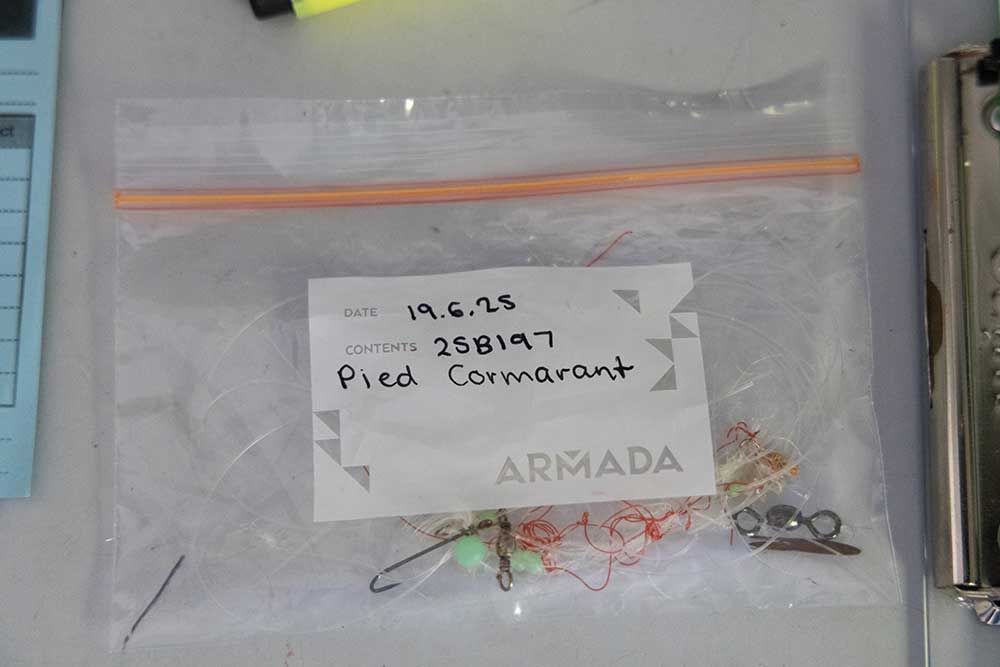 DATE 19.6.25
CONTENTS 25B197
Pied Cormarant
ARMADA